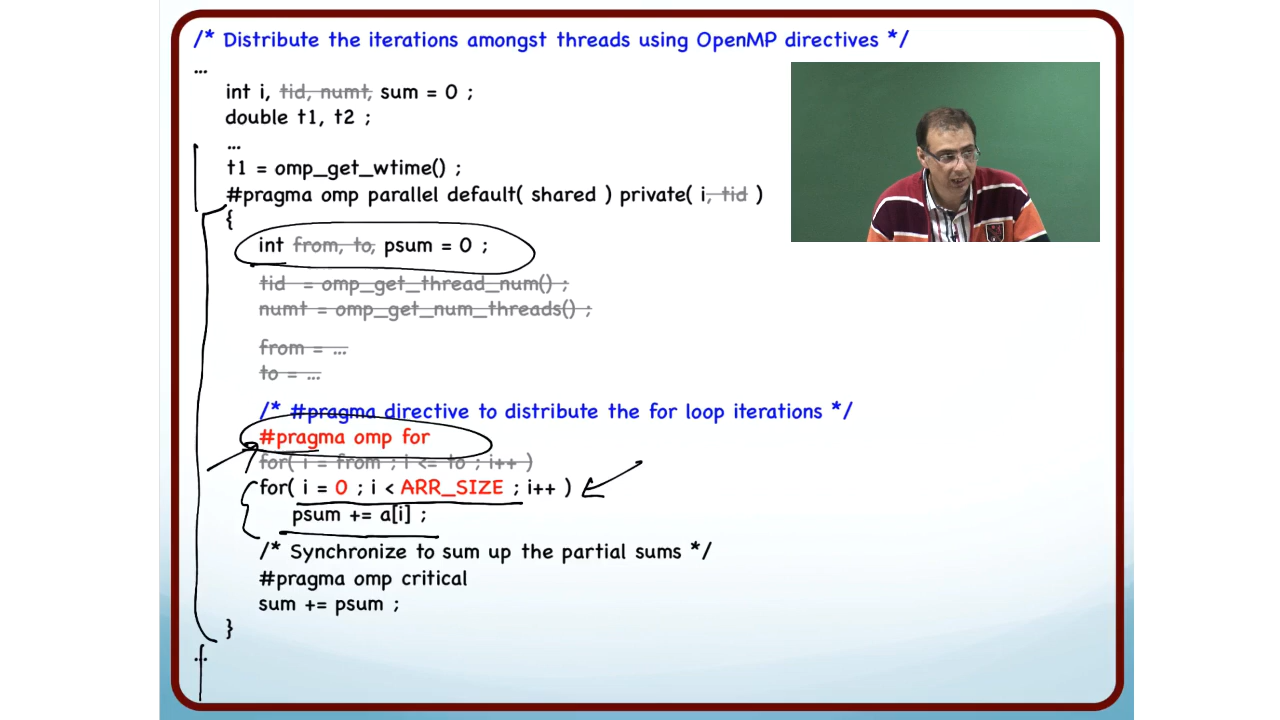 /* Distribute the iterations amongst threads using OpenMP directives */
...
int i, tid, numt, sum = 0 ;
double t1, t2 ;
...
t1 = omp_get_wtime() ;
#pragma omp parallel default( shared ) private( i, tid )
{
int from, to, psum = 0 ;
tid = omp_get_thread_num() ;
numt = omp_get_num_threads() ;
from = ...
to = ...
/* #pragma directive to distribute the for loop iterations */
#pragma omp for
for( i = from ; i <= to ; i++ )
for( i = 0 ; i < ARR_SIZE ; i++ )
psum += a[i] ;
/* Synchronize to sum up the partial sums */
#pragma omp critical
sum += psum ;
}
...